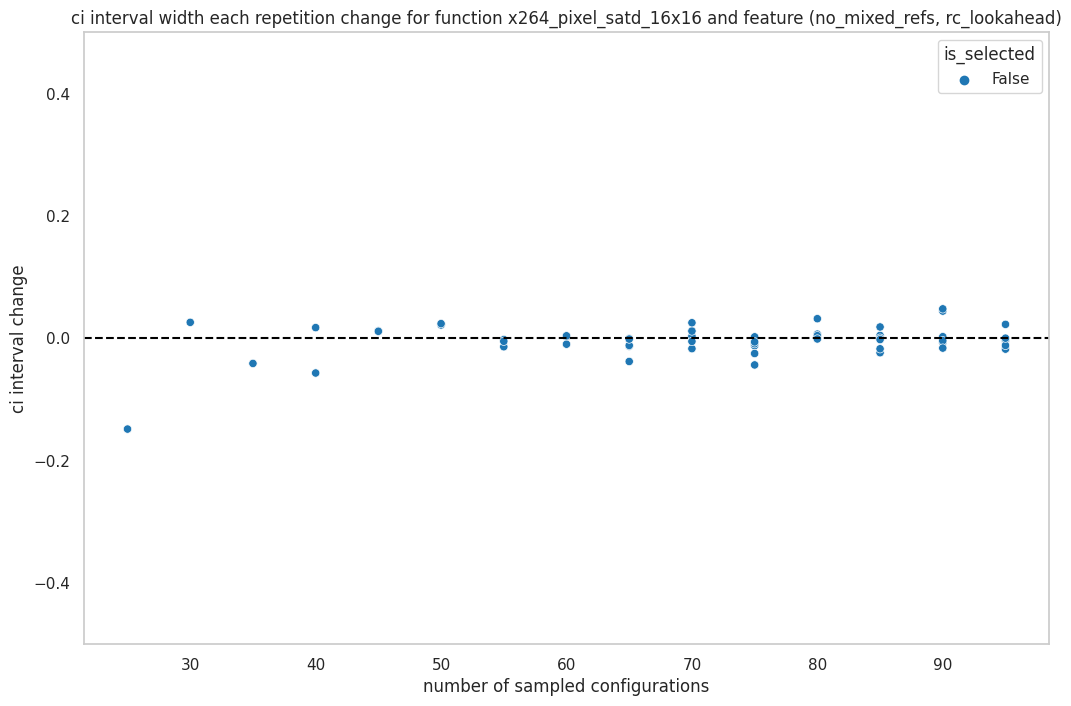 ci interval width each repetition change for function x264_pixel_satd_16x16 and feature (no_mixed_refs, rc_lookahead)
is_selected
False
0.4
0.2
0.0
−0.2
−0.4
ci interval change
30 40 50 60 70 80 90
number of sampled configurations